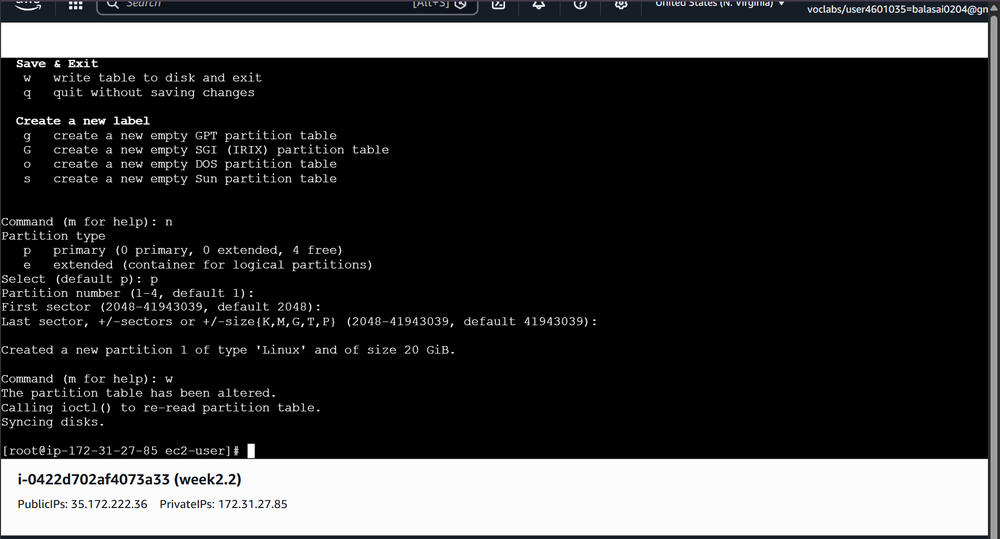 aws
Search
[Alt+S]
United States (N. Virginia)
voclabs/user4601035=balasai0204@gm
Save & Exit
w   write table to disk and exit
q   quit without saving changes
Create a new label
g   create a new empty GPT partition table
G   create a new empty SGI (IRIX) partition table
o   create a new empty DOS partition table
s   create a new empty Sun partition table
Command (m for help): n
Partition type
p   primary (0 primary, 0 extended, 4 free)
e   extended (container for logical partitions)
Select (default p): p
Partition number (1-4, default 1):
First sector (2048-41943039, default 2048):
Last sector, +/-sectors or +/-size{K,M,G,T,P} (2048-41943039, default 41943039):
Created a new partition 1 of type 'Linux' and of size 20 GiB.
Command (m for help): w
The partition table has been altered.
Calling ioctl() to re-read partition table.
Syncing disks.
[root@ip-172-31-27-85 ec2-user]#
i-0422d702af4073a33 (week2.2)
PublicIPs: 35.172.222.36    PrivateIPs: 172.31.27.85